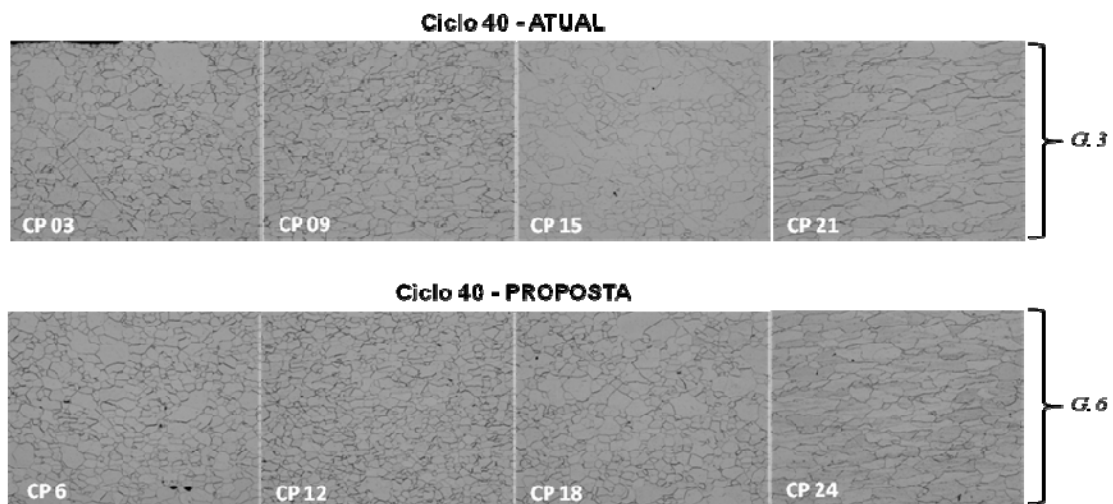 Ciclo 40 - ATUAL
CP 03 CP 09 CP 15 CP 21
G. 3
Ciclo 40 - PROPOSTA
CP 6 CP 12 CP 18 CP 24
G. 6